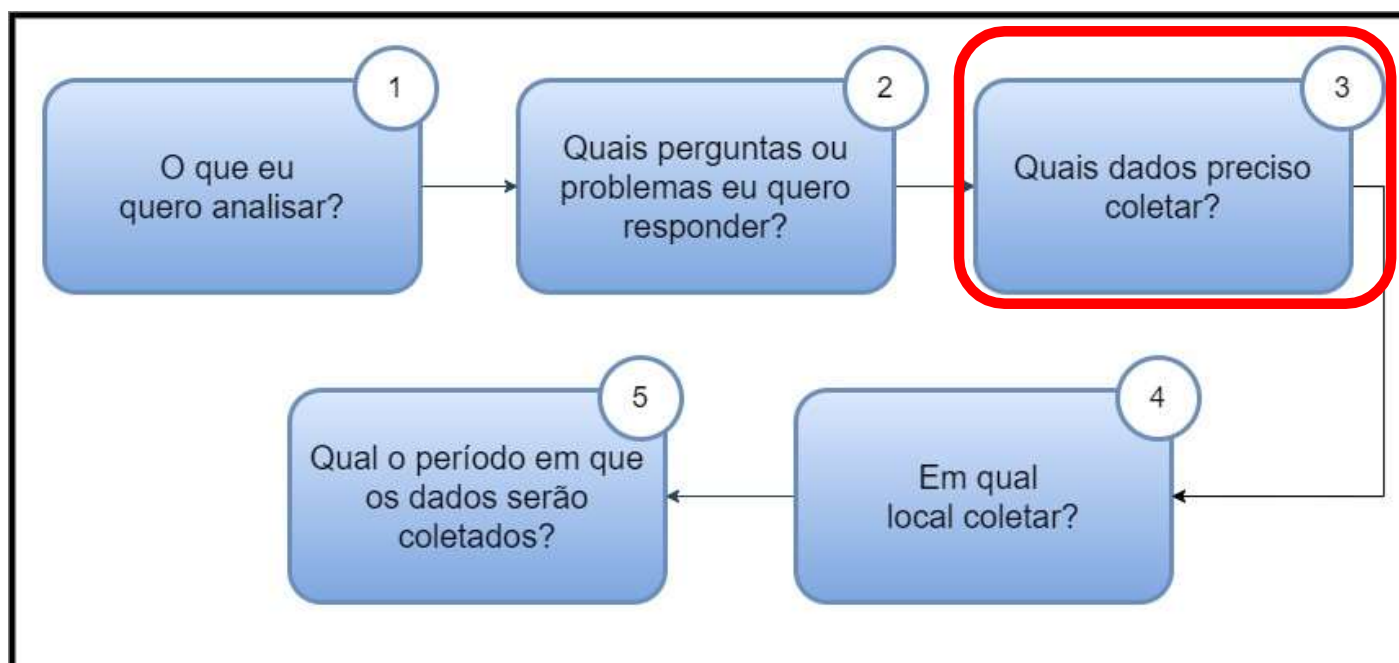 1
O que eu
quero analisar?
2
Quais perguntas ou
problemas eu quero
responder?
3
Quais dados preciso
coletar?
4
Em qual
local coletar?
5
Qual o período em que
os dados serão
coletados?